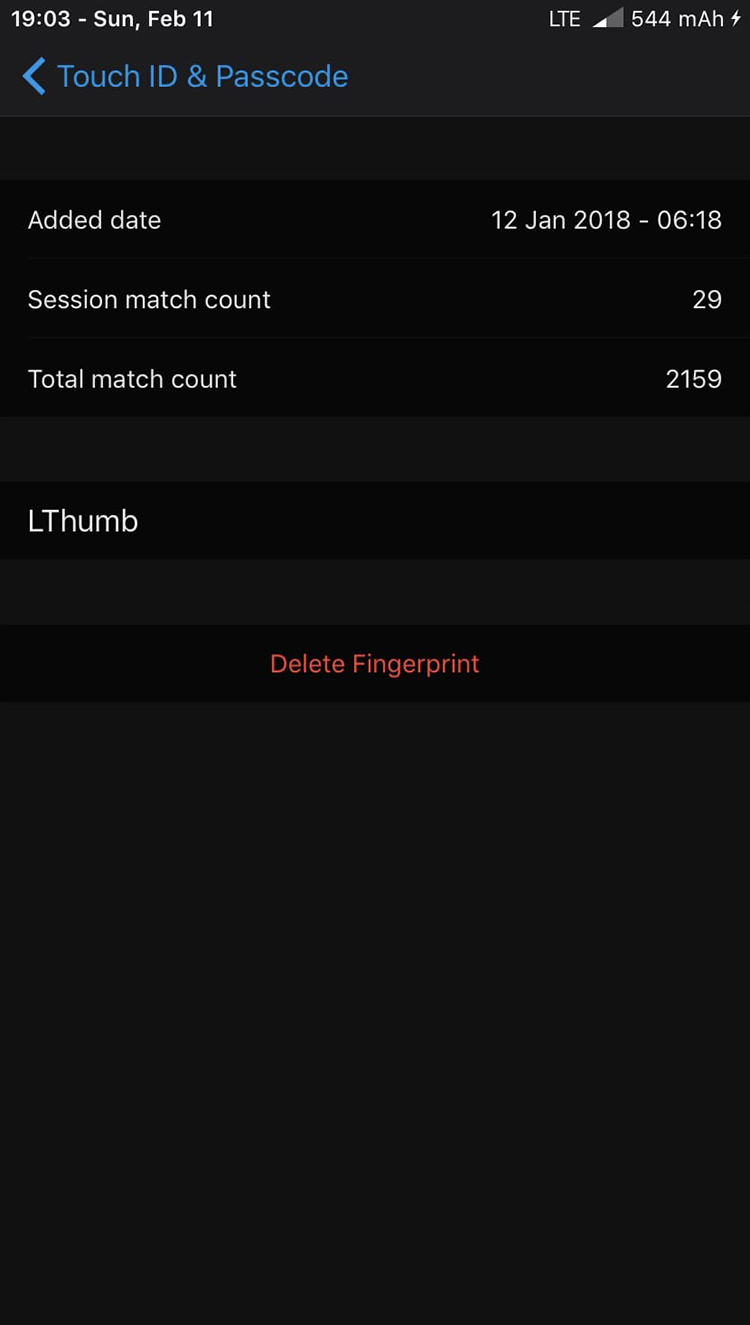 19:03 - Sun, Feb 11 LTE 544 mAh
Touch ID & Passcode
Added date 12 Jan 2018 - 06:18
Session match count 29
Total match count 2159
LThumb
Delete Fingerprint